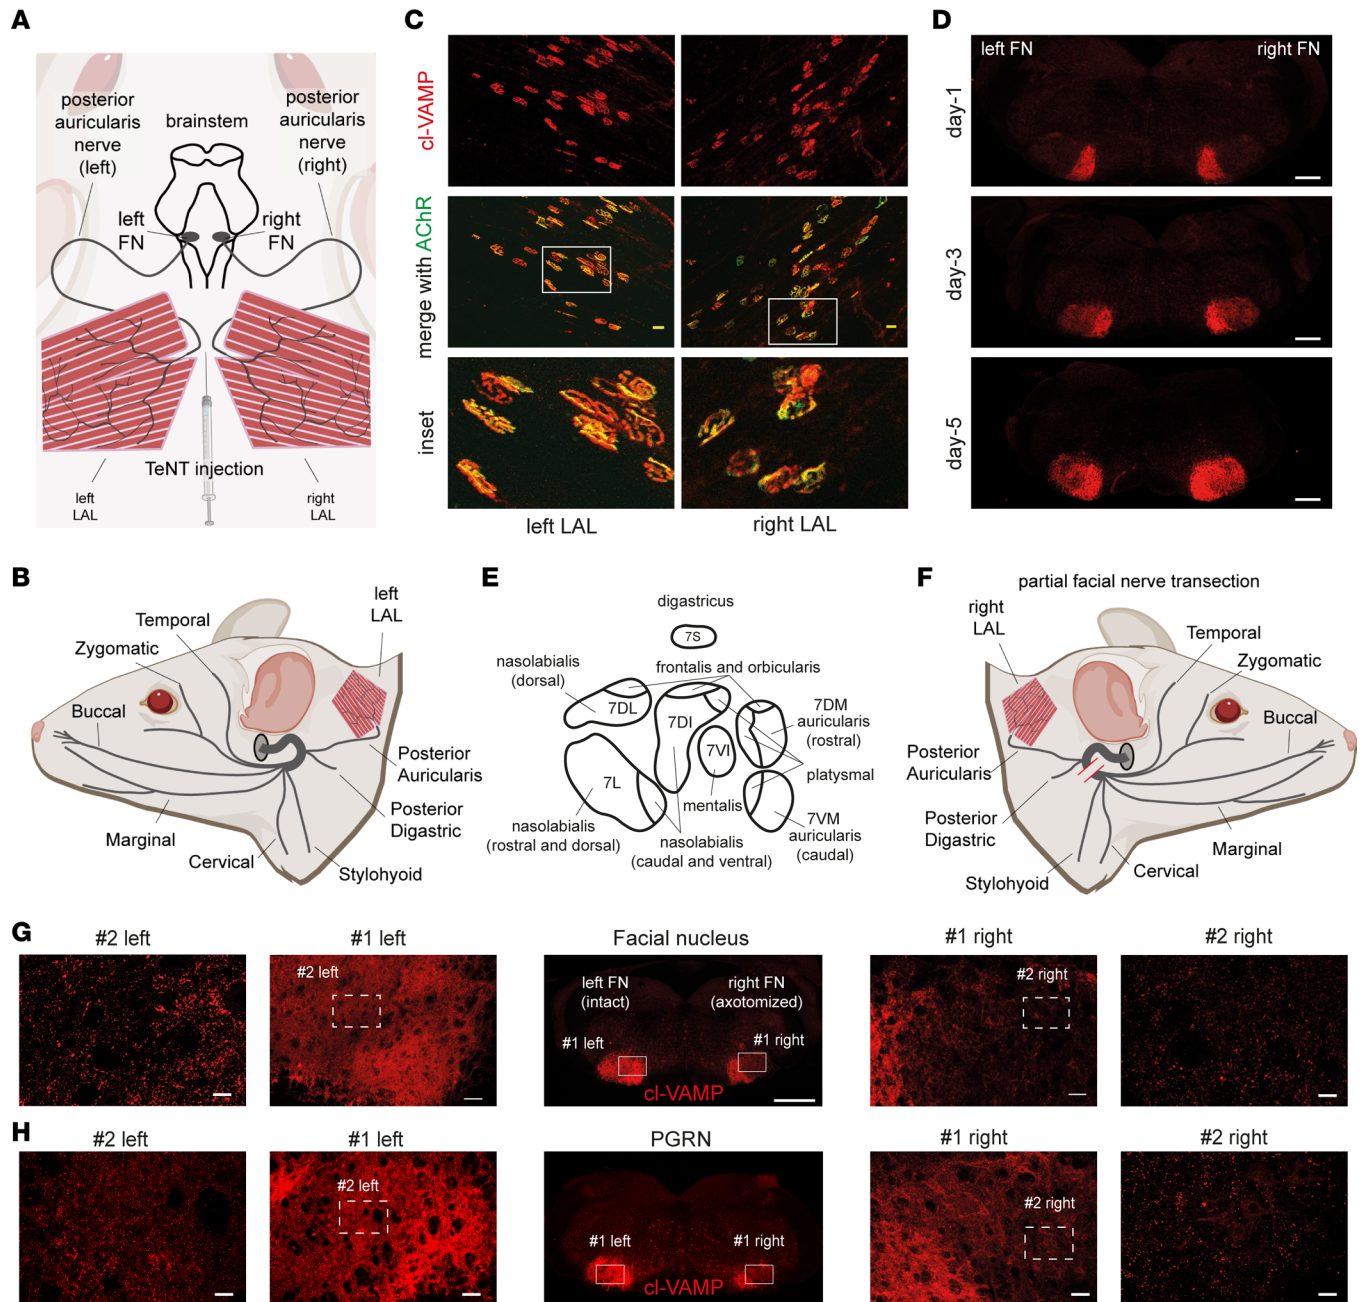 A
posterior
auricularis
nerve
(left)
brainstem
posterior
auricularis
nerve
(right)
left
FN
right
FN
TeNT injection
left
LAL
right
LAL
C
cl-VAMP
merge with AChR
inset
left LAL
right LAL
D
left FN
right FN
day-1
day-3
day-5
B
Temporal
Zygomatic
Buccal
left
LAL
Posterior
Auricularis
Posterior
Digastric
Marginal
Cervical
Stylohyoid
E
digastricus
7S
nasolabialis
(dorsal)
frontalis and orbicularis
7DL
7DI
7DM
auricularis
(rostral)
7VI
platysmal
7L
mentalis
nasolabialis
(rostral and dorsal)
nasolabialis
(caudal and ventral)
7VM
auricularis
(caudal)
F
partial facial nerve transection
right
LAL
Temporal
Zygomatic
Buccal
Posterior
Auricularis
Posterior
Digastric
Marginal
Stylohyoid
Cervical
G
#2 left
#1 left
#2 left
Facial nucleus
left FN
(intact)
right FN
(axotomized)
#1 left
#1 right
cl-VAMP
#1 right
#2 right
#2 right
H
#2 left
#1 left
#2 left
PGRN
#1 left
#1 right
cl-VAMP
#1 right
#2 right
#2 right